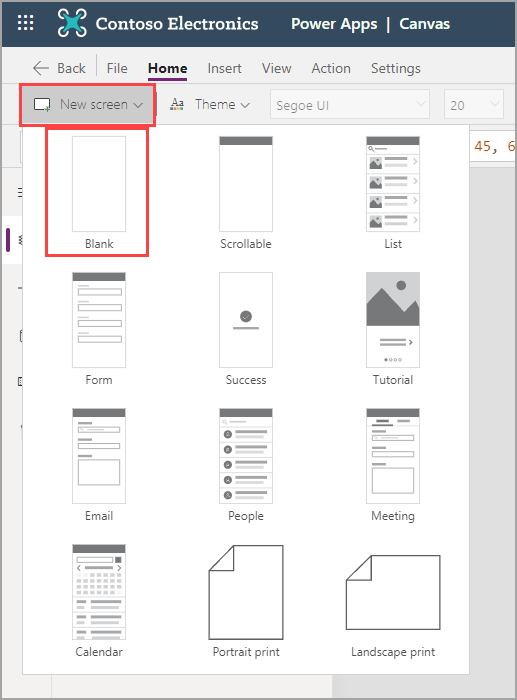 Contoso Electronics Power Apps | Canvas
Back File Home Insert View Action Settings
New screen Theme Segoe UI 20
45, 6
Blank Scrollable List
Form Success Tutorial
Email People Meeting
Calendar Portrait print Landscape print